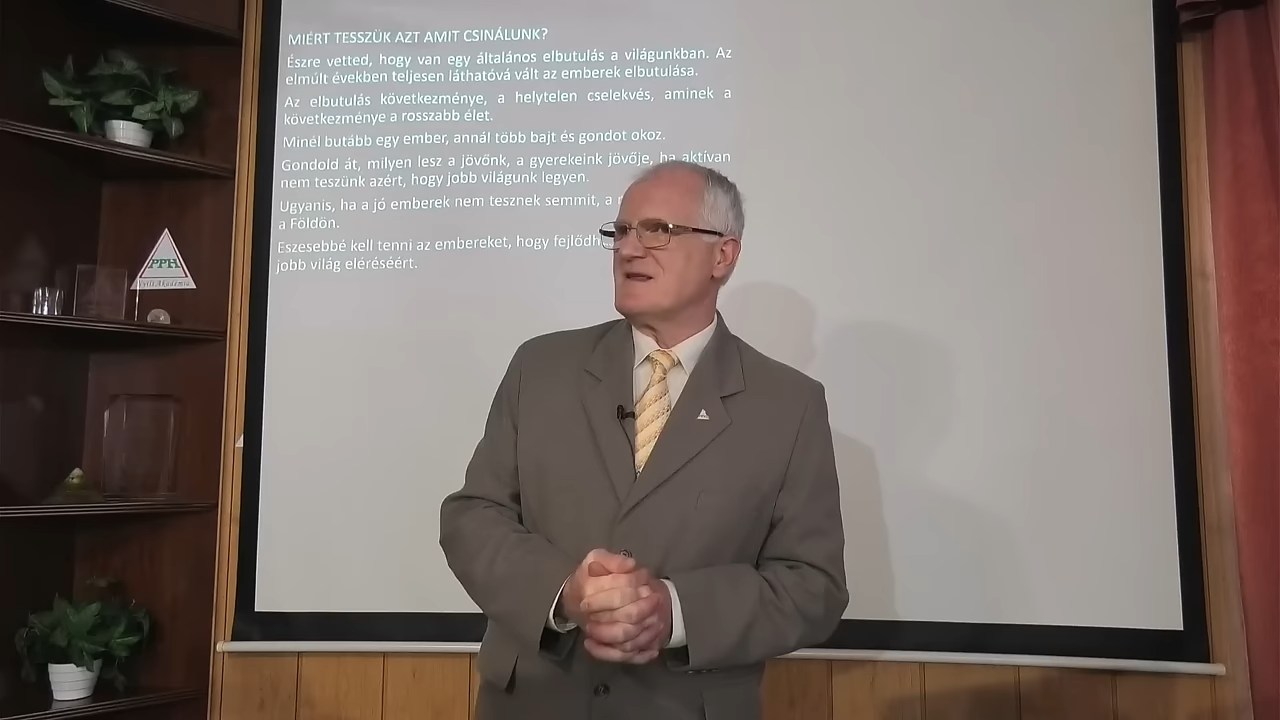 MIÉRT TESSZÜK AZT AMIT CSINÁLUNK?
Észre vetted, hogy van egy általános elbutulás a világunkban. Az
elmúlt években teljesen láthatóvá vált az emberek elbutulása.
Az elbutulás következménye, a helytelen cselekvés, aminek a
következménye a rosszabb élet.
Minél butább egy ember, annál több bajt és gondot okoz.
Gondold át, milyen lesz a jövőnk, a gyerekeink jövője, ha aktívan
nem teszünk azért, hogy jobb világunk legyen.
Ugyanis, ha a jó emberek nem tesznek semmit, a
a Földön.
Eszesebbé kell tenni az embereket, hogy
jobb világ eléréséért.
PPH
Nyílt Akadémia